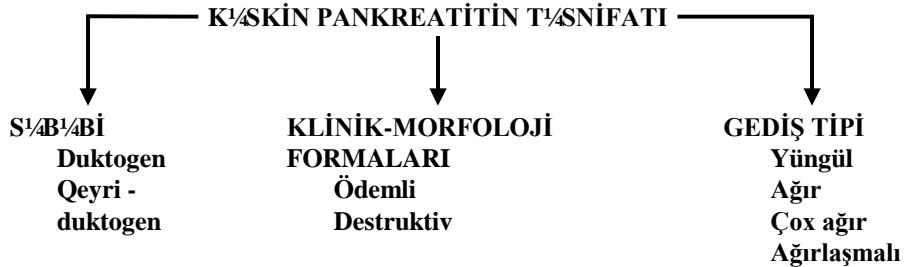 K¼SKİN PANKREATİTİN T¼SNİFATI
S¼B¼Bİ
Duktogen
Qeyri -
duktogen
KLİNİK-MORFOLOJİ
FORMALARI
Ödemli
Destruktiv
GEDİŞ TİPİ
Yüngül
Ağır
Çox ağır
Ağırlaşmalı